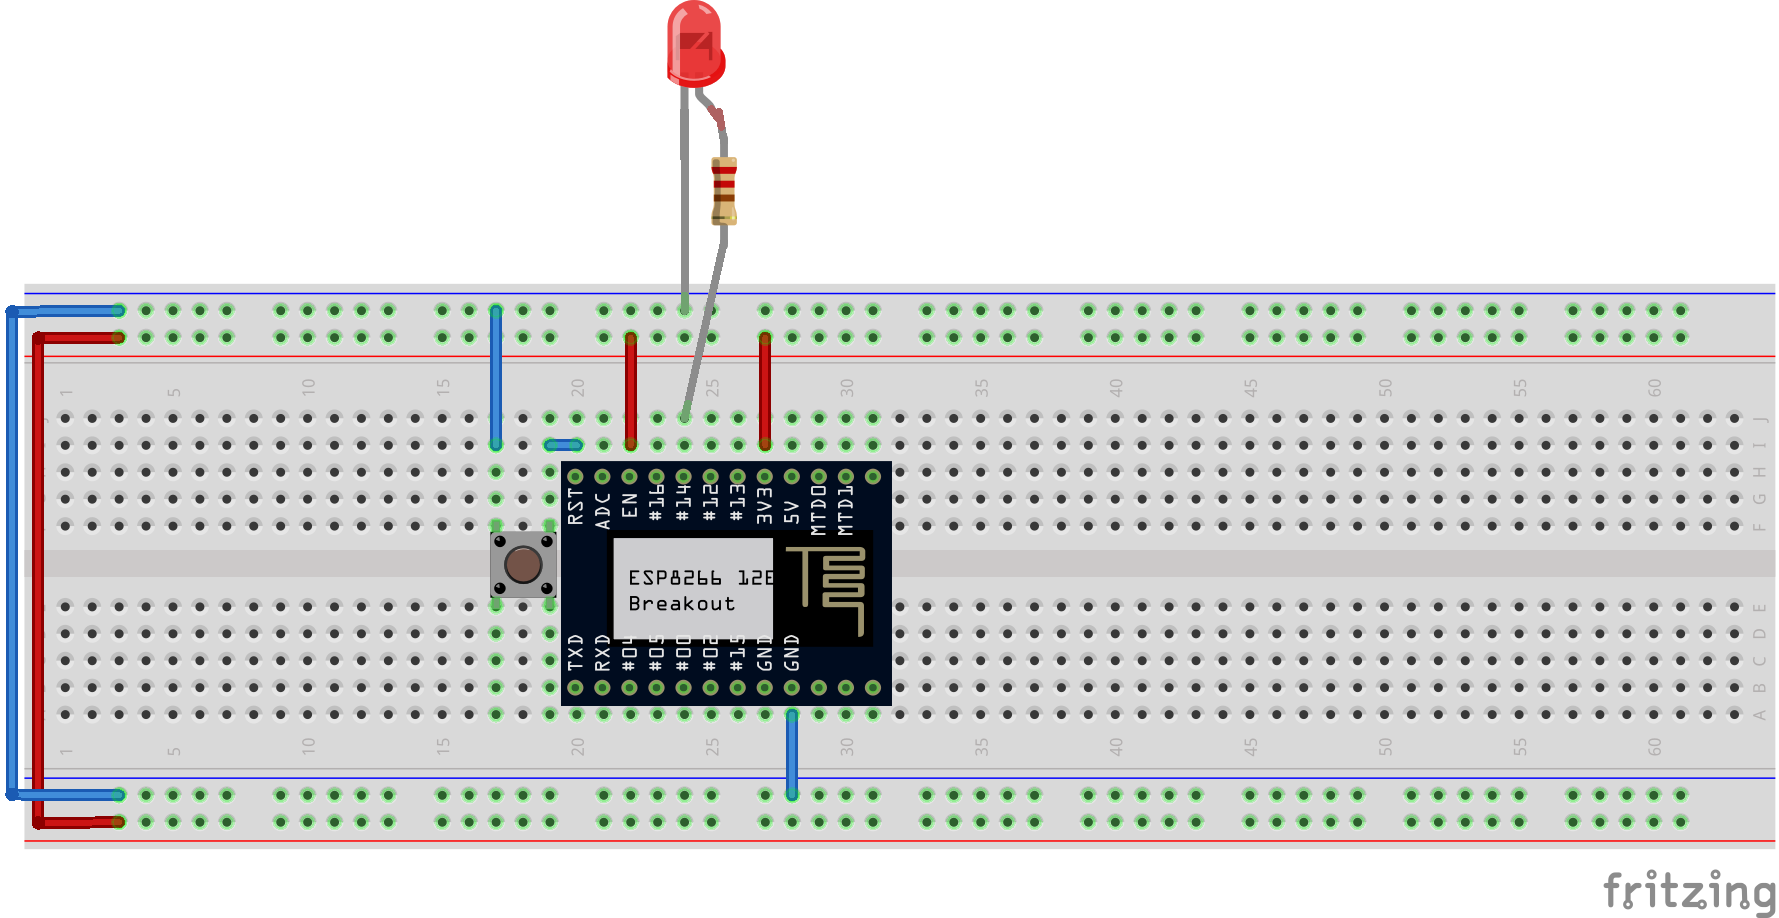 1 5 10 15 20 25 30 35 40 45 50 55 60
J
I
H
G
F
RST ADC EN #16 #14 #12 #13 3V3 5V MTDO MTD1
ESP8266 12E
Breakout
TXD RXD #04 #05 #00 #02 #15 GND GND
E
D
C
B
A
1 5 10 15 20 25 30 35 40 45 50 55 60
fritzing